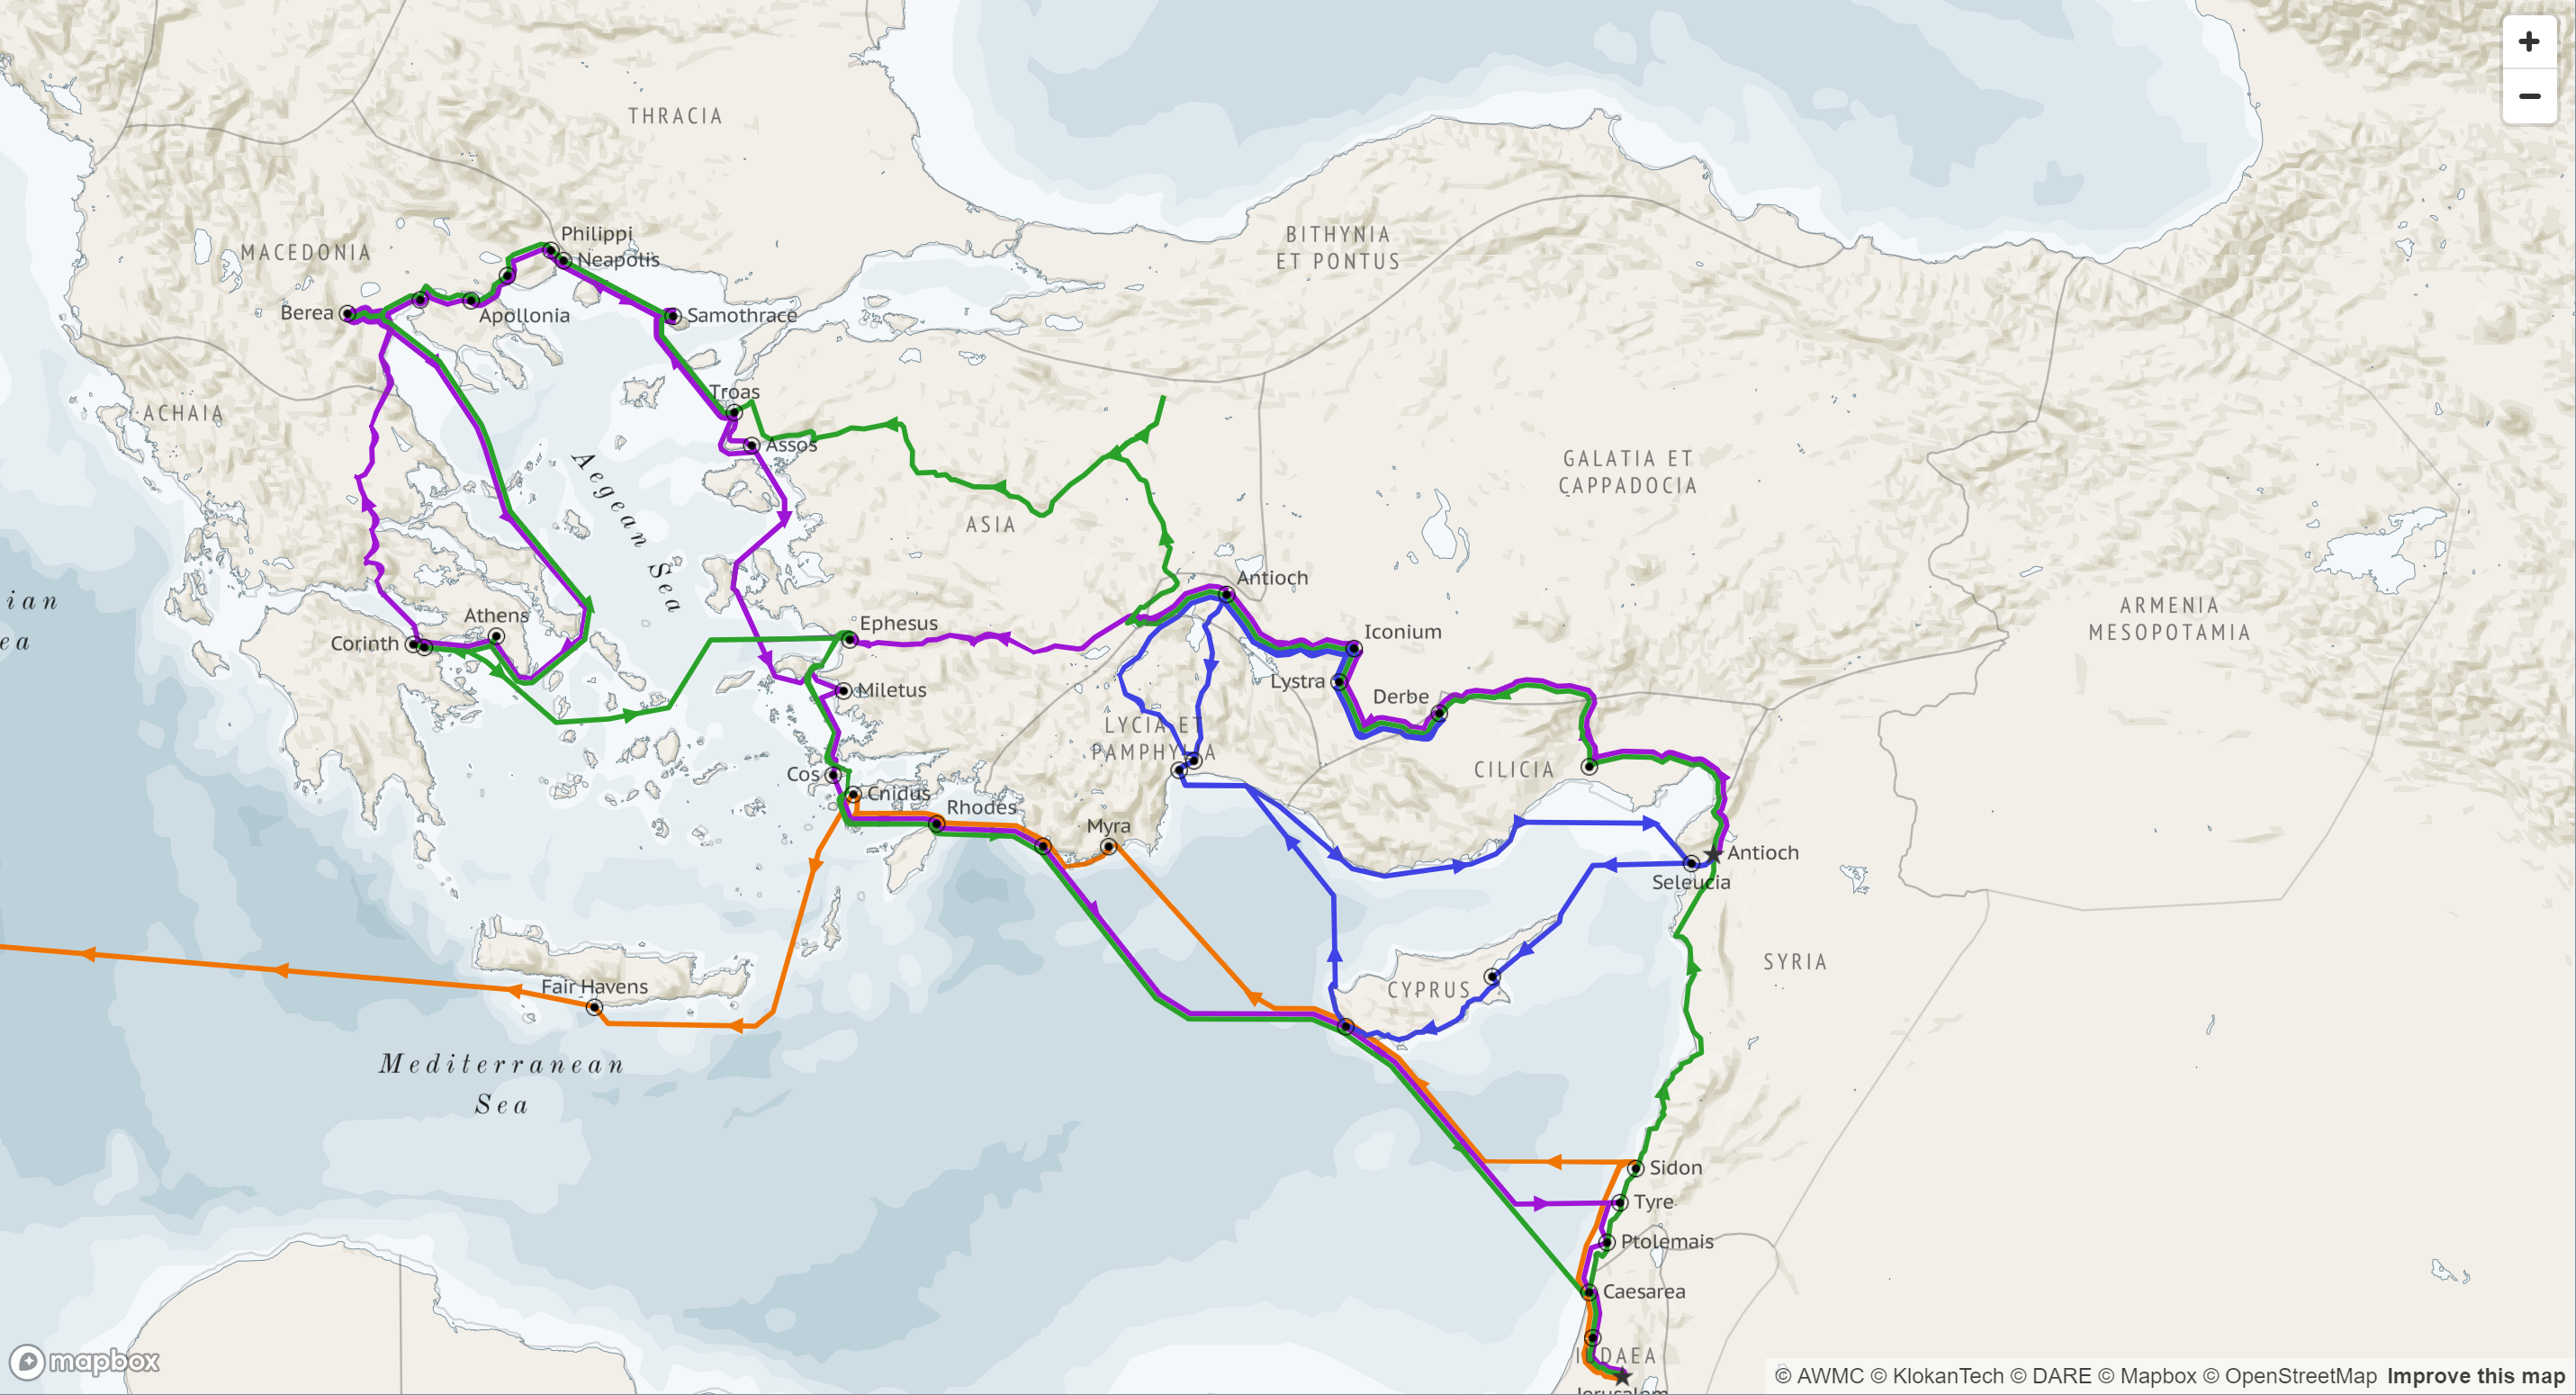 THRACIA
BITHYNIA
ET PONTUS
MACEDONIA
Philippi
Neapolis
Berea
Apollonia
Samothrace
Troas
ACHAIA
Assos
Aegean Sea
GALATIA ET
CAPPADOCIA
ASIA
Antioch
ian
ea
Athens
Corinth
Ephesus
Iconium
ARMENIA
MESOPOTAMIA
Miletus
Lystra
Derbe
LYCIA ET
PAMPHYLIA
Cos
Cnidus
Rhodes
Myra
CILICIA
Antioch
Seleucia
SYRIA
Fair Havens
CYPRUS
Mediterranean
Sea
Sidon
Tyre
Ptolemais
Caesarea
IUDAEA
Jerusalem
mapbox
© AWMC © KlokanTech © DARE © Mapbox © OpenStreetMap Improve this map
+
−